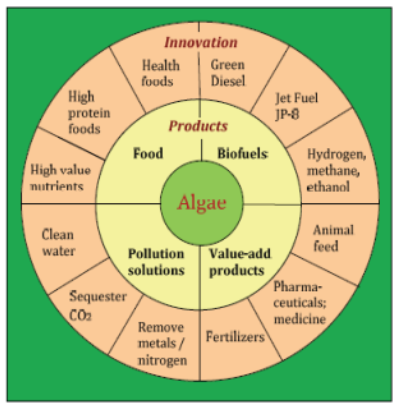 Innovation
Health
foods
Green
Diesel
High
protein
foods
Jet Fuel
JP-8
Products
Food
Biofuels
High value
nutrients
Hydrogen,
methane,
ethanol
Algae
Clean
water
Animal
feed
Pollution
solutions
Value-add
products
Sequester
CO2
Pharma-
ceuticals;
medicine
Remove
metals /
nitrogen
Fertilizers